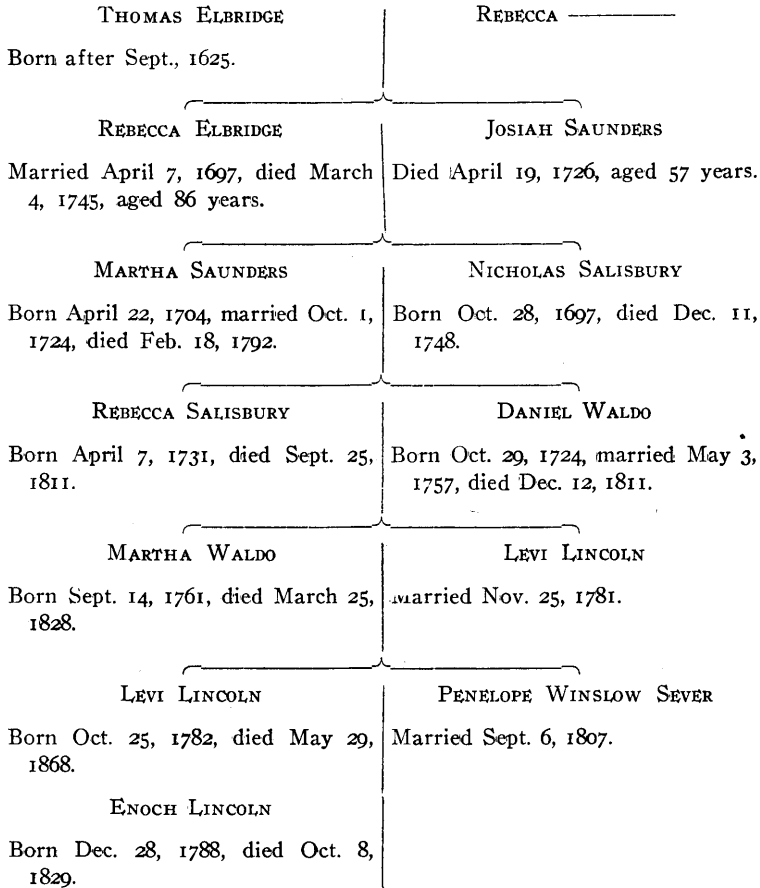 THOMAS ELBRIDGE
REBECCA
Born after Sept., 1625.
REBECCA ELBRIDGE
JOSIAH SAUNDERS
Married April 7, 1697, died March
4, 1745, aged 86 years.
Died April 19, 1726, aged 57 years.
MARTHA SAUNDERS
NICHOLAS SALISBURY
Born April 22, 1704, married Oct. 1,
1724, died Feb. 18, 1792.
Born Oct. 28, 1697, died Dec. 11,
1748.
REBECCA SALISBURY
DANIEL WALDO
Born April 7, 1731, died Sept. 25,
1811.
Born Oct. 29, 1724, married May 3,
1757, died Dec. 12, 1811.
MARTHA WALDO
LEVI LINCOLN
Born Sept. 14, 1761, died March 25,
1828.
Married Nov. 25, 1781.
LEVI LINCOLN
PENELOPE WINSLOW SEVER
Born Oct. 25, 1782, died May 29,
1868.
Married Sept. 6, 1807.
ENOCH LINCOLN
Born Dec. 28, 1788, died Oct. 8,
1829.